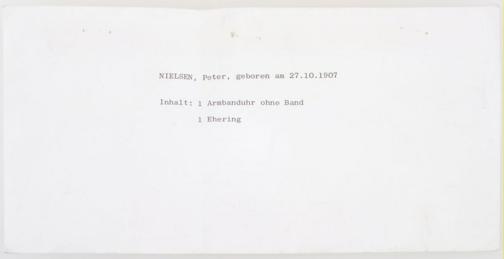 NIELSEN, Peter, geboren am 27.10.1907
Inhalt: 1 Armbanduhr ohne Band
1 Ehering